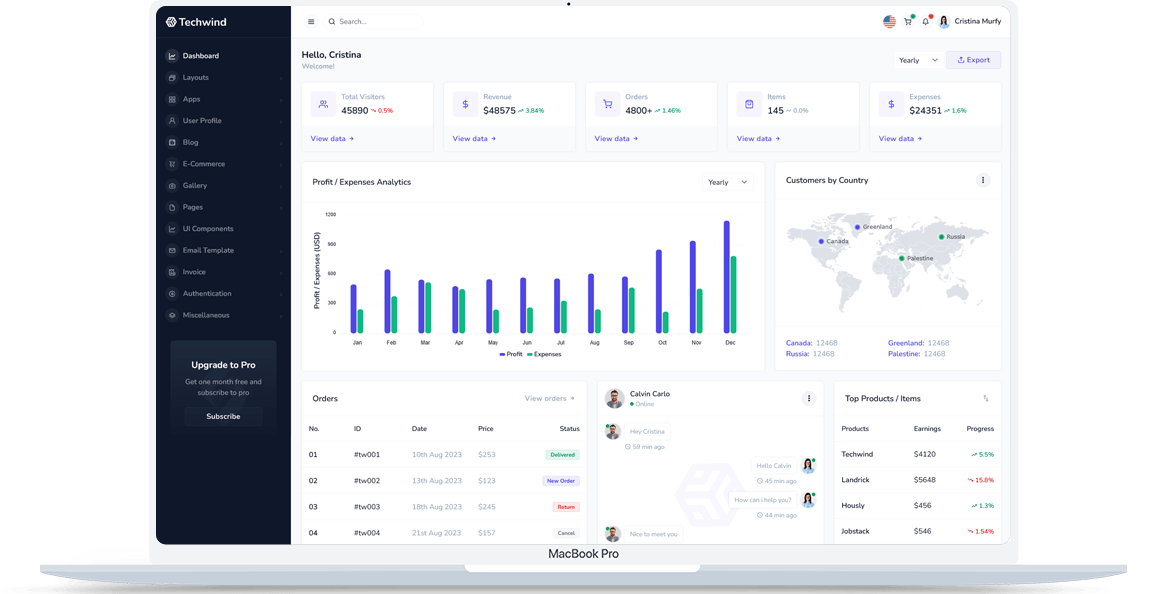 Techwind
Search...
Cristina Murfy
Dashboard
Layouts
Apps
User Profile
Blog
E-Commerce
Gallery
Pages
UI Components
Email Template
Invoice
Authentication
Miscellaneous
Upgrade to Pro
Get one month free and
subscribe to pro
Subscribe
Hello, Cristina
Welcome!
Yearly
Export
Total Visitors
45890 0.5%
View data
Revenue
$48575 3.84%
View data
Orders
4800+ 1.46%
View data
Items
145 0.0%
View data
Expenses
$24351 1.6%
View data
Profit / Expenses Analytics
Yearly
Profit / Expenses (USD)
1200
900
600
300
0
Jan Feb Mar Apr May Jun Jul Aug Sep Oct Nov Dec
Profit Expenses
Customers by Country
Greenland
Canada
Russia
Palestine
Canada: 12468 Greenland: 12468
Russia: 12468 Palestine: 12468
Orders View orders
No. ID Date Price Status
01 #tw001 10th Aug 2023 $253 Delivered
02 #tw002 13th Aug 2023 $123 New Order
03 #tw003 18th Aug 2023 $245 Return
04 #tw004 21st Aug 2023 $157 Cancel
Calvin Carlo
Online
Hey Cristina
59 min ago
Hello Calvin
45 min ago
How can i help you?
44 min ago
Nice to meet you
Top Products / Items
Products Earnings Progress
Techwind $4120 5.5%
Landrick $5648 15.8%
Hously $456 1.3%
Jobstack $546 1.54%
MacBook Pro